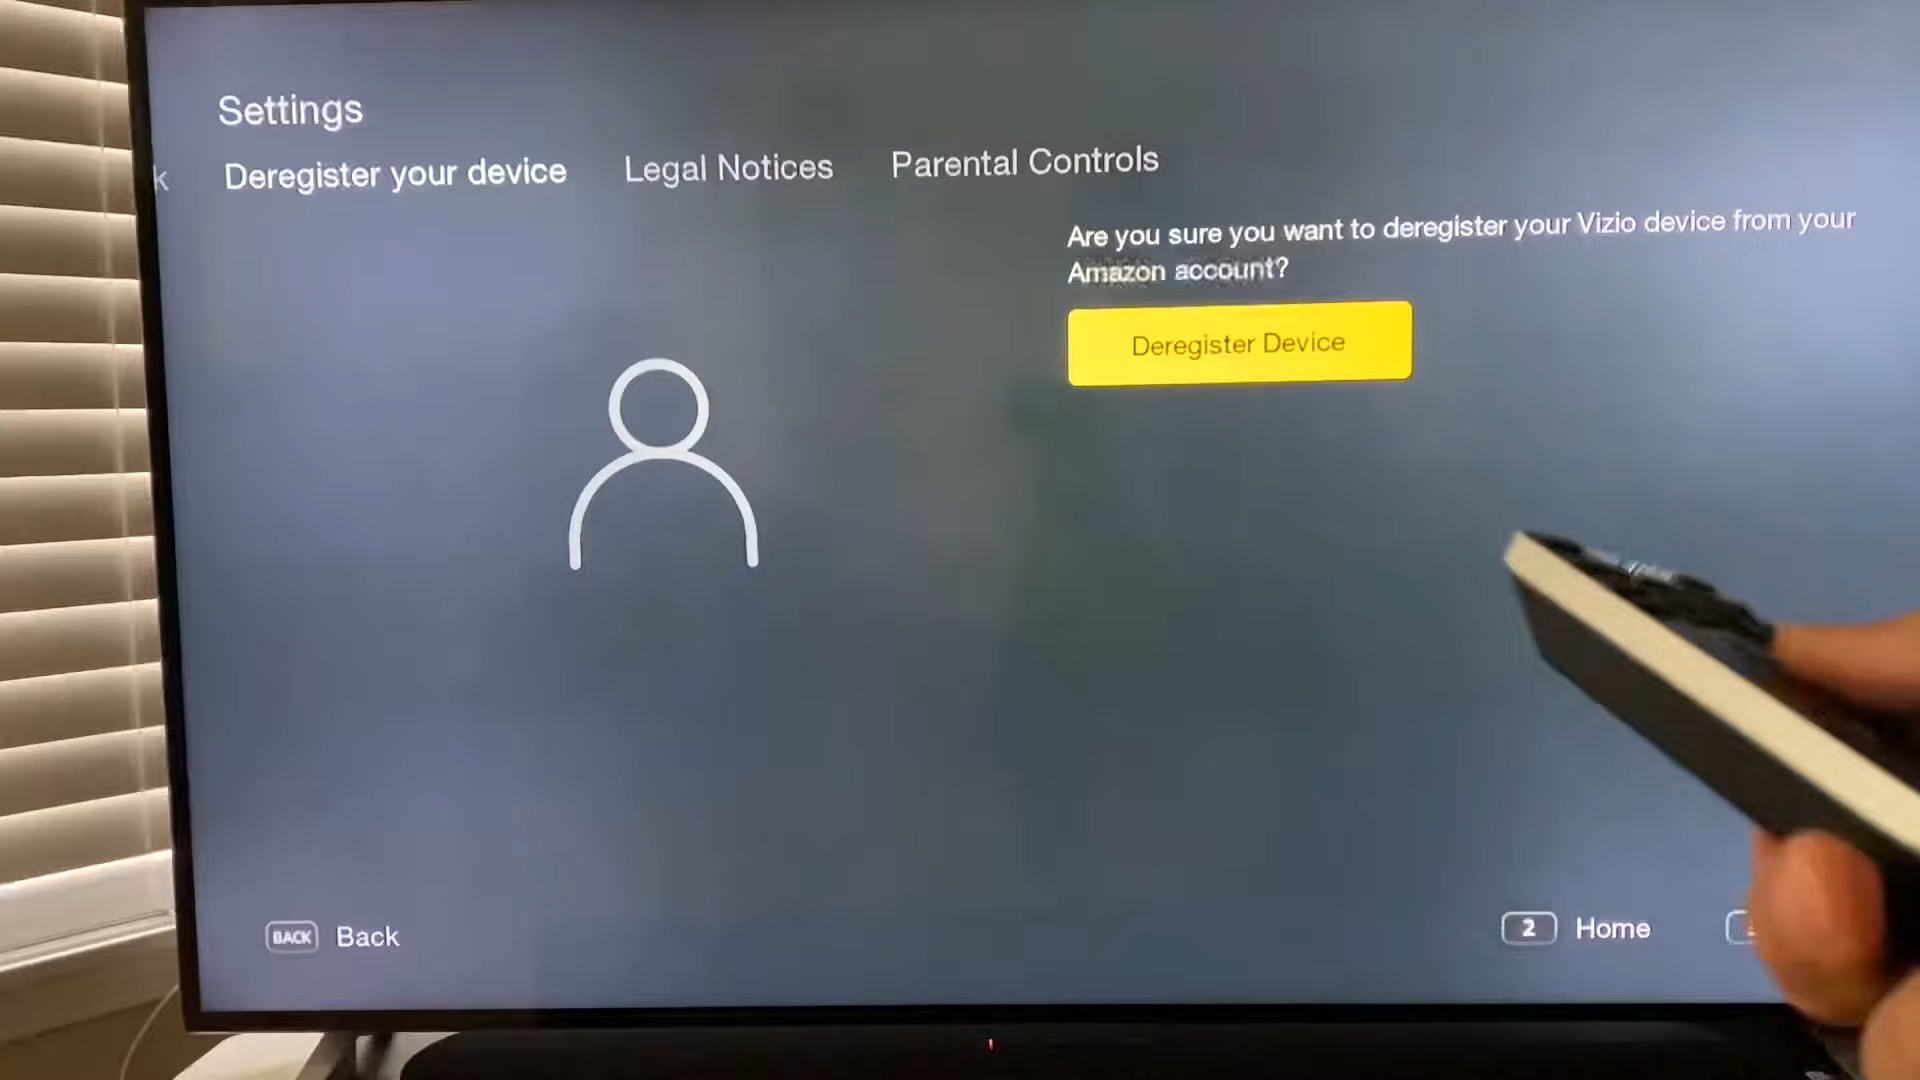 Settings
k Deregister your device Legal Notices Parental Controls
Are you sure you want to deregister your Vizio device from your
Amazon account?
Deregister Device
BACK Back
2 Home